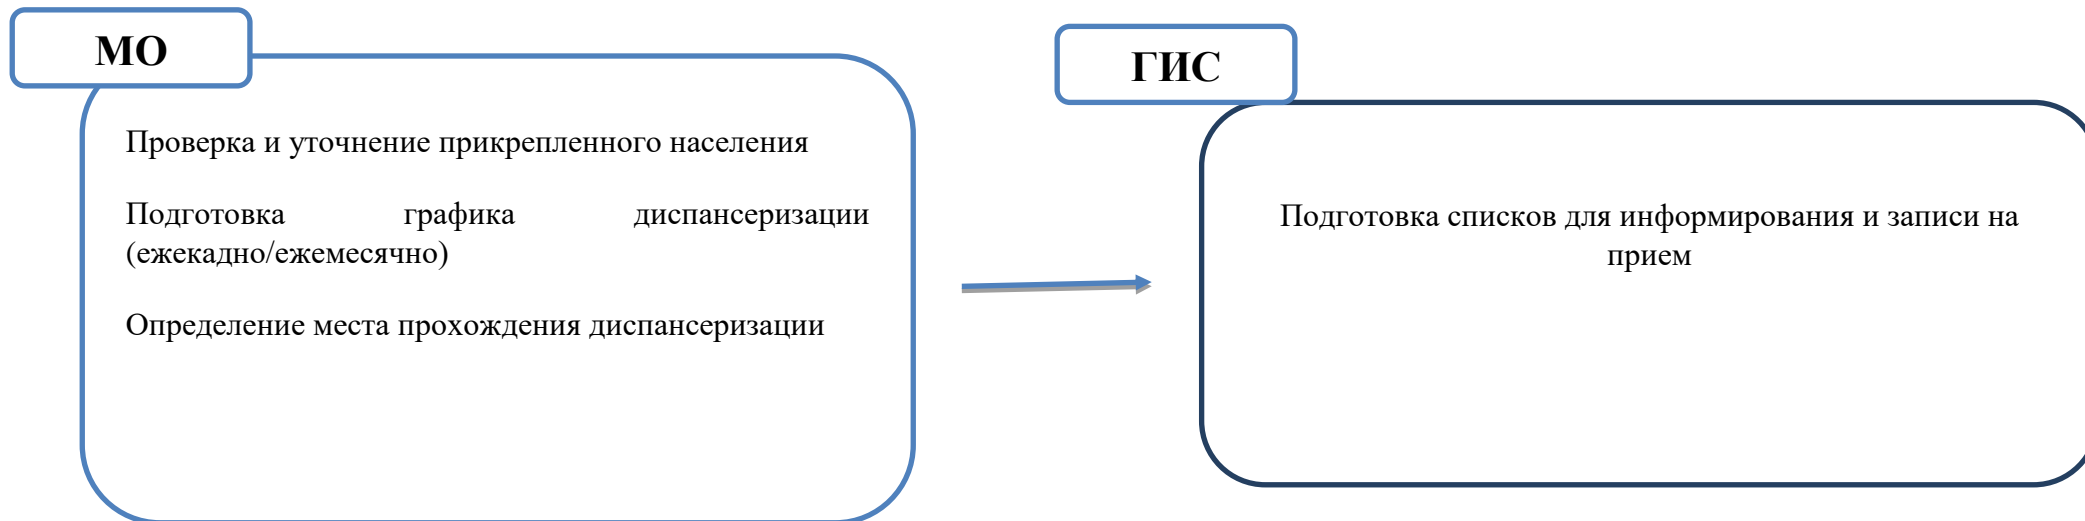 МО
Проверка и уточнение прикрепленного населения
Подготовка графика диспансеризации
(ежекадно/ежемесячно)
Определение места прохождения диспансеризации
ГИС
Подготовка списков для информирования и записи на
прием